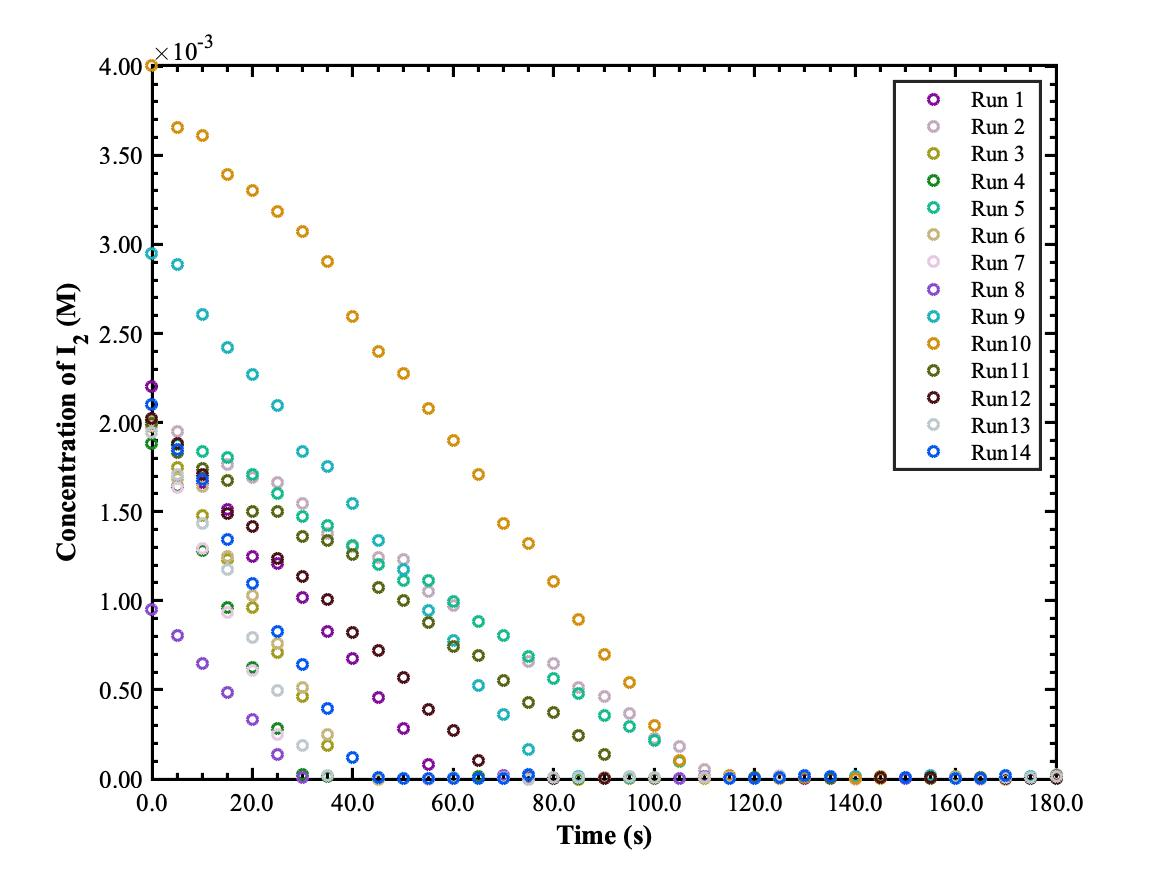 ×10-3
4.00
3.50
3.00
2.50
2.00
1.50
1.00
0.50
0.00
Concentration of I2 (M)
0.0 20.0 40.0 60.0 80.0 100.0 120.0 140.0 160.0 180.0
Time (s)
Run 1
Run 2
Run 3
Run 4
Run 5
Run 6
Run 7
Run 8
Run 9
Run10
Run11
Run12
Run13
Run14